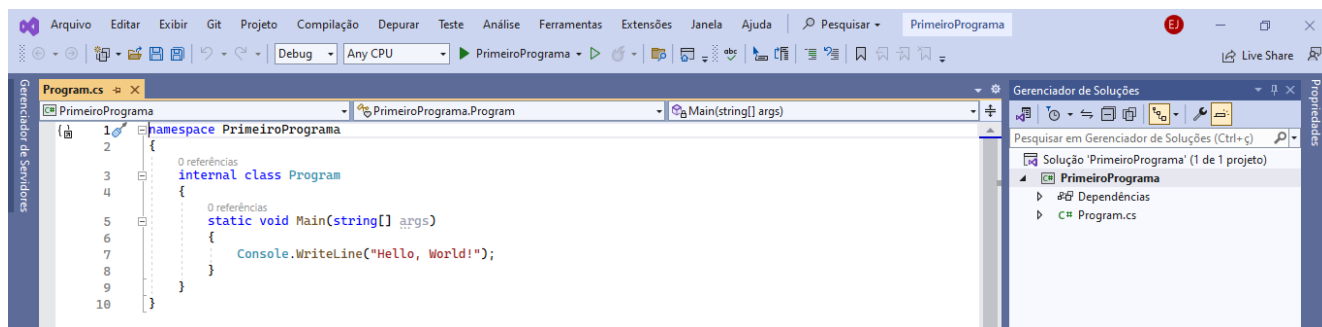 Arquivo Editar Exibir Git Projeto Compilação Depurar Teste Análise Ferramentas Extensões Janela Ajuda Pesquisar PrimeiroPrograma EJ
Debug Any CPU PrimeiroPrograma abc Live Share
Gerenciador de Servidores
Program.cs
Gerenciador de Soluções
Propriedades
C# PrimeiroPrograma PrimeiroPrograma.Program Main(string[] args)
Pesquisar em Gerenciador de Soluções (Ctrl+ç)
Solução 'PrimeiroPrograma' (1 de 1 projeto)
C# PrimeiroPrograma
Dependências
C# Program.cs
1 namespace PrimeiroPrograma
2 {
0 referências
3 internal class Program
4 {
0 referências
5 static void Main(string[] args)
6 {
7 Console.WriteLine("Hello, World!");
8 }
9 }
10 }